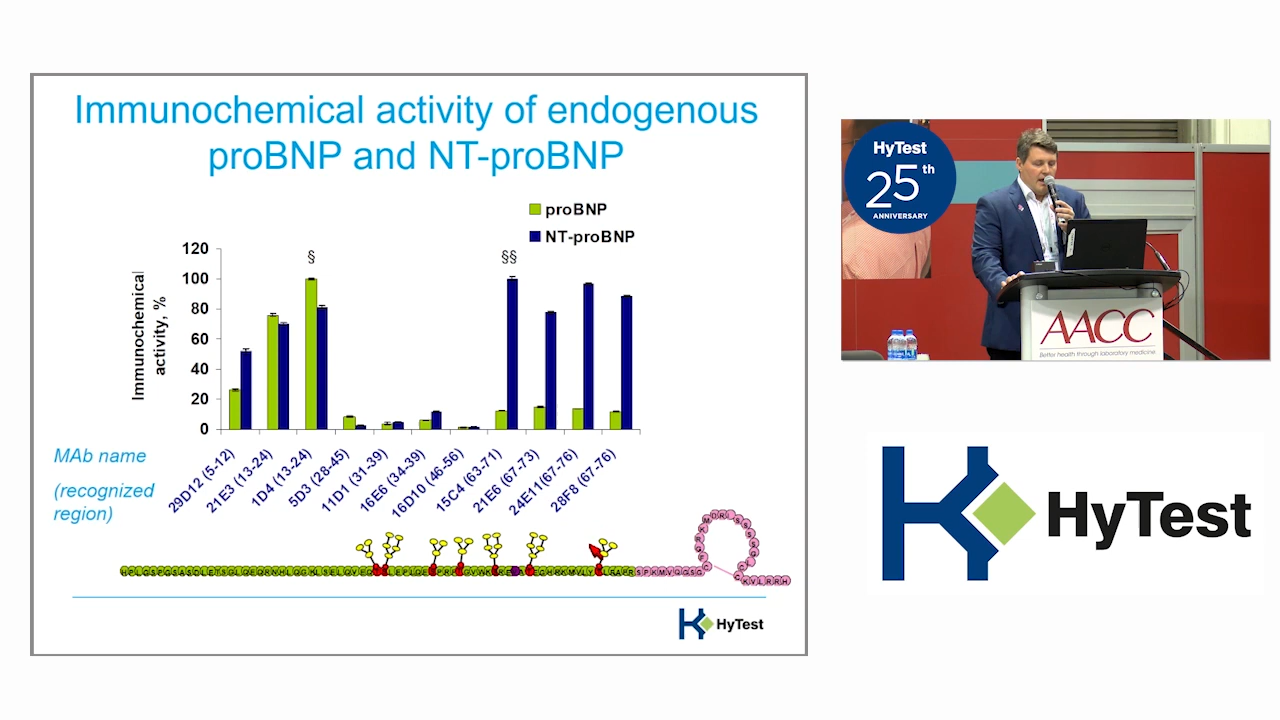 Immunochemical activity of endogenous
proBNP and NT-proBNP
proBNP
NT-proBNP
Immunochemical
activity, %
120
100
80
60
40
20
0
§
§§
MAb name
(recognized
region)
29D12 (5-12)
21E3 (13-24)
1D4 (13-24)
5D3 (28-45)
11D1 (31-39)
16E6 (34-39)
16D10 (46-56)
15C4 (63-71)
21E6 (67-73)
24E11(67-76)
28F8 (67-76)
HyTest
HyTest
25th
ANNIVERSARY
AACC
Better health through laboratory medicine.
HyTest